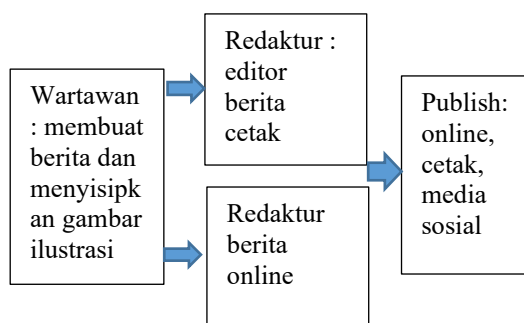 Wartawan
: membuat
berita dan
menyisipk
an gambar
ilustrasi
Redaktur :
editor
berita
cetak
Redaktur
berita
online
Publish:
online,
cetak,
media
sosial